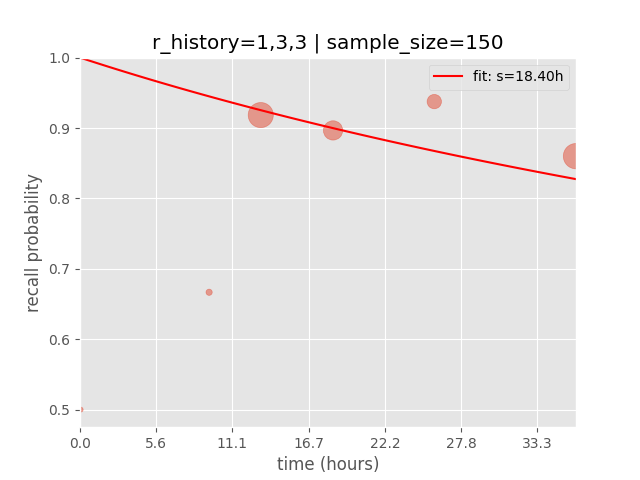 r_history=1,3,3 | sample_size=150
fit: s=18.40h
recall probability
1.0
0.9
0.8
0.7
0.6
0.5
0.0 5.6 11.1 16.7 22.2 27.8 33.3
time (hours)